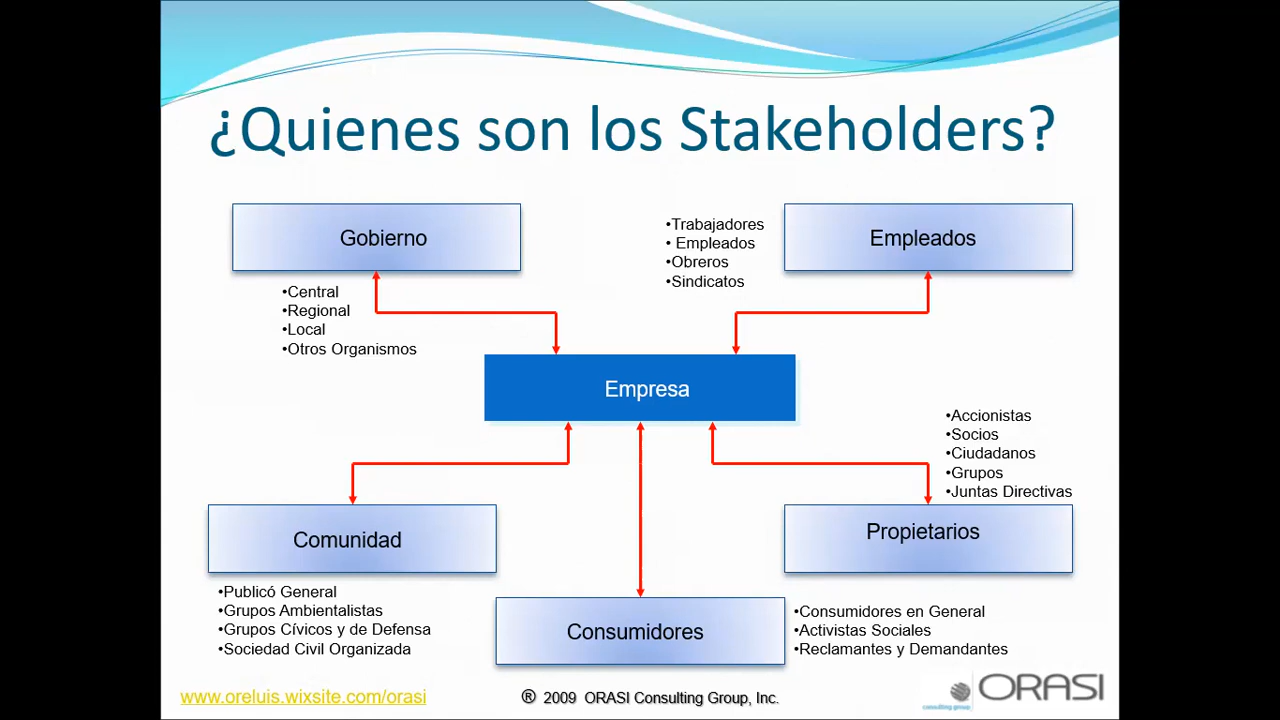 ¿Quienes son los Stakeholders?
Gobierno
•Central
•Regional
•Local
•Otros Organismos
•Trabajadores
• Empleados
•Obreros
•Sindicatos
Empleados
Empresa
•Accionistas
•Socios
•Ciudadanos
•Grupos
•Juntas Directivas
Propietarios
Comunidad
•Publicó General
•Grupos Ambientalistas
•Grupos Cívicos y de Defensa
•Sociedad Civil Organizada
Consumidores
•Consumidores en General
•Activistas Sociales
•Reclamantes y Demandantes
www.oreluis.wixsite.com/orasi
® 2009 ORASI Consulting Group, Inc.
ORASI
consulting group